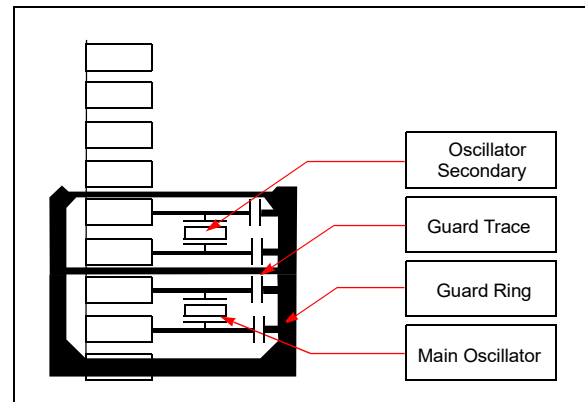 Oscillator
Secondary
Guard Trace
Guard Ring
Main Oscillator